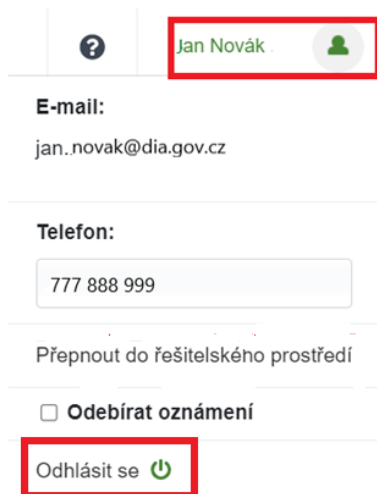 Jan Novák
E-mail:
jan..novak@dia.gov.cz
Telefon:
777 888 999
Přepnout do řešitelského prostředí
Odebírat oznámení
Odhlásit se